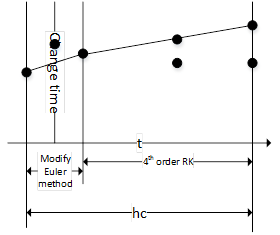 Change time
t
Modify
Euler
method
4th order RK
hc